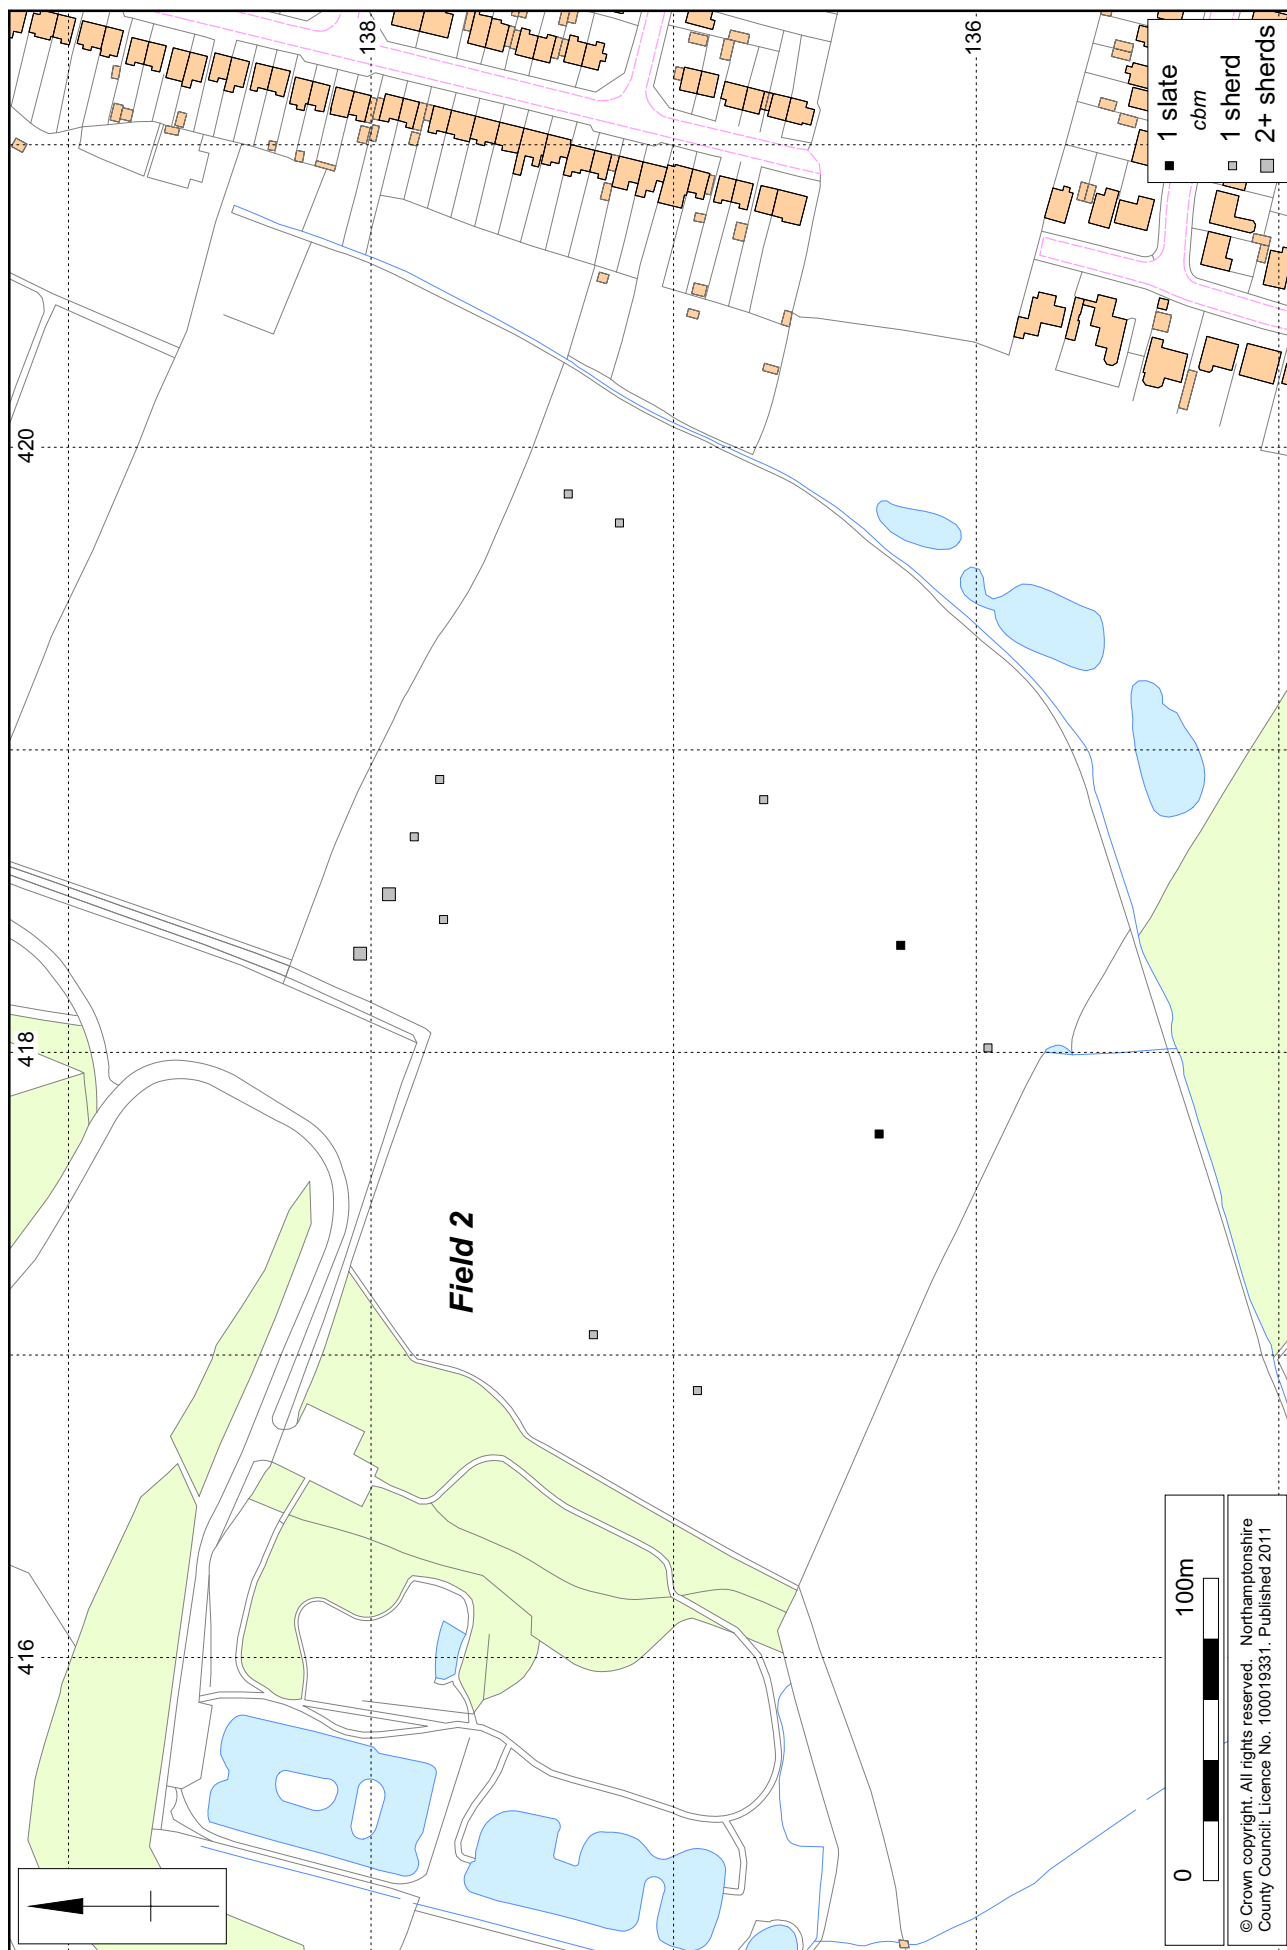 138
136
420
418
416
Field 2
1 slate
cbm
1 sherd
2+ sherds
0 100m
© Crown copyright. All rights reserved. Northamptonshire
County Council: Licence No. 100019331. Published 2011